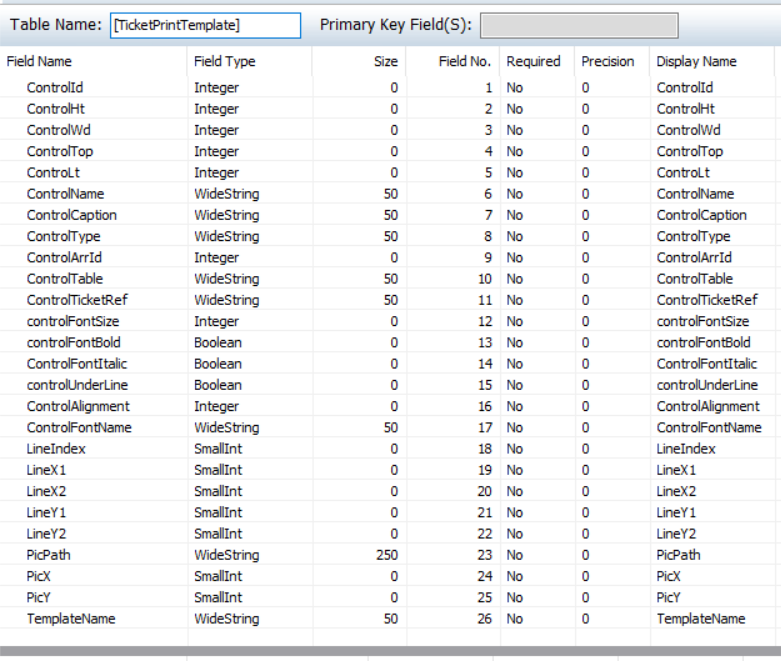 Table Name: [TicketPrintTemplate] Primary Key Field(S):
Field Name Field Type Size Field No. Required Precision Display Name
ControlId Integer 0 1 No 0 ControlId
ControlHt Integer 0 2 No 0 ControlHt
ControlWd Integer 0 3 No 0 ControlWd
ControlTop Integer 0 4 No 0 ControlTop
ControLt Integer 0 5 No 0 ControLt
ControlName WideString 50 6 No 0 ControlName
ControlCaption WideString 50 7 No 0 ControlCaption
ControlType WideString 50 8 No 0 ControlType
ControlArrId Integer 0 9 No 0 ControlArrId
ControlTable WideString 50 10 No 0 ControlTable
ControlTicketRef WideString 50 11 No 0 ControlTicketRef
controlFontSize Integer 0 12 No 0 controlFontSize
controlFontBold Boolean 0 13 No 0 controlFontBold
ControlFontItalic Boolean 0 14 No 0 ControlFontItalic
controlUnderLine Boolean 0 15 No 0 controlUnderLine
ControlAlignment Integer 0 16 No 0 ControlAlignment
ControlFontName WideString 50 17 No 0 ControlFontName
LineIndex SmallInt 0 18 No 0 LineIndex
LineX1 SmallInt 0 19 No 0 LineX1
LineX2 SmallInt 0 20 No 0 LineX2
LineY1 SmallInt 0 21 No 0 LineY1
LineY2 SmallInt 0 22 No 0 LineY2
PicPath WideString 250 23 No 0 PicPath
PicX SmallInt 0 24 No 0 PicX
PicY SmallInt 0 25 No 0 PicY
TemplateName WideString 50 26 No 0 TemplateName